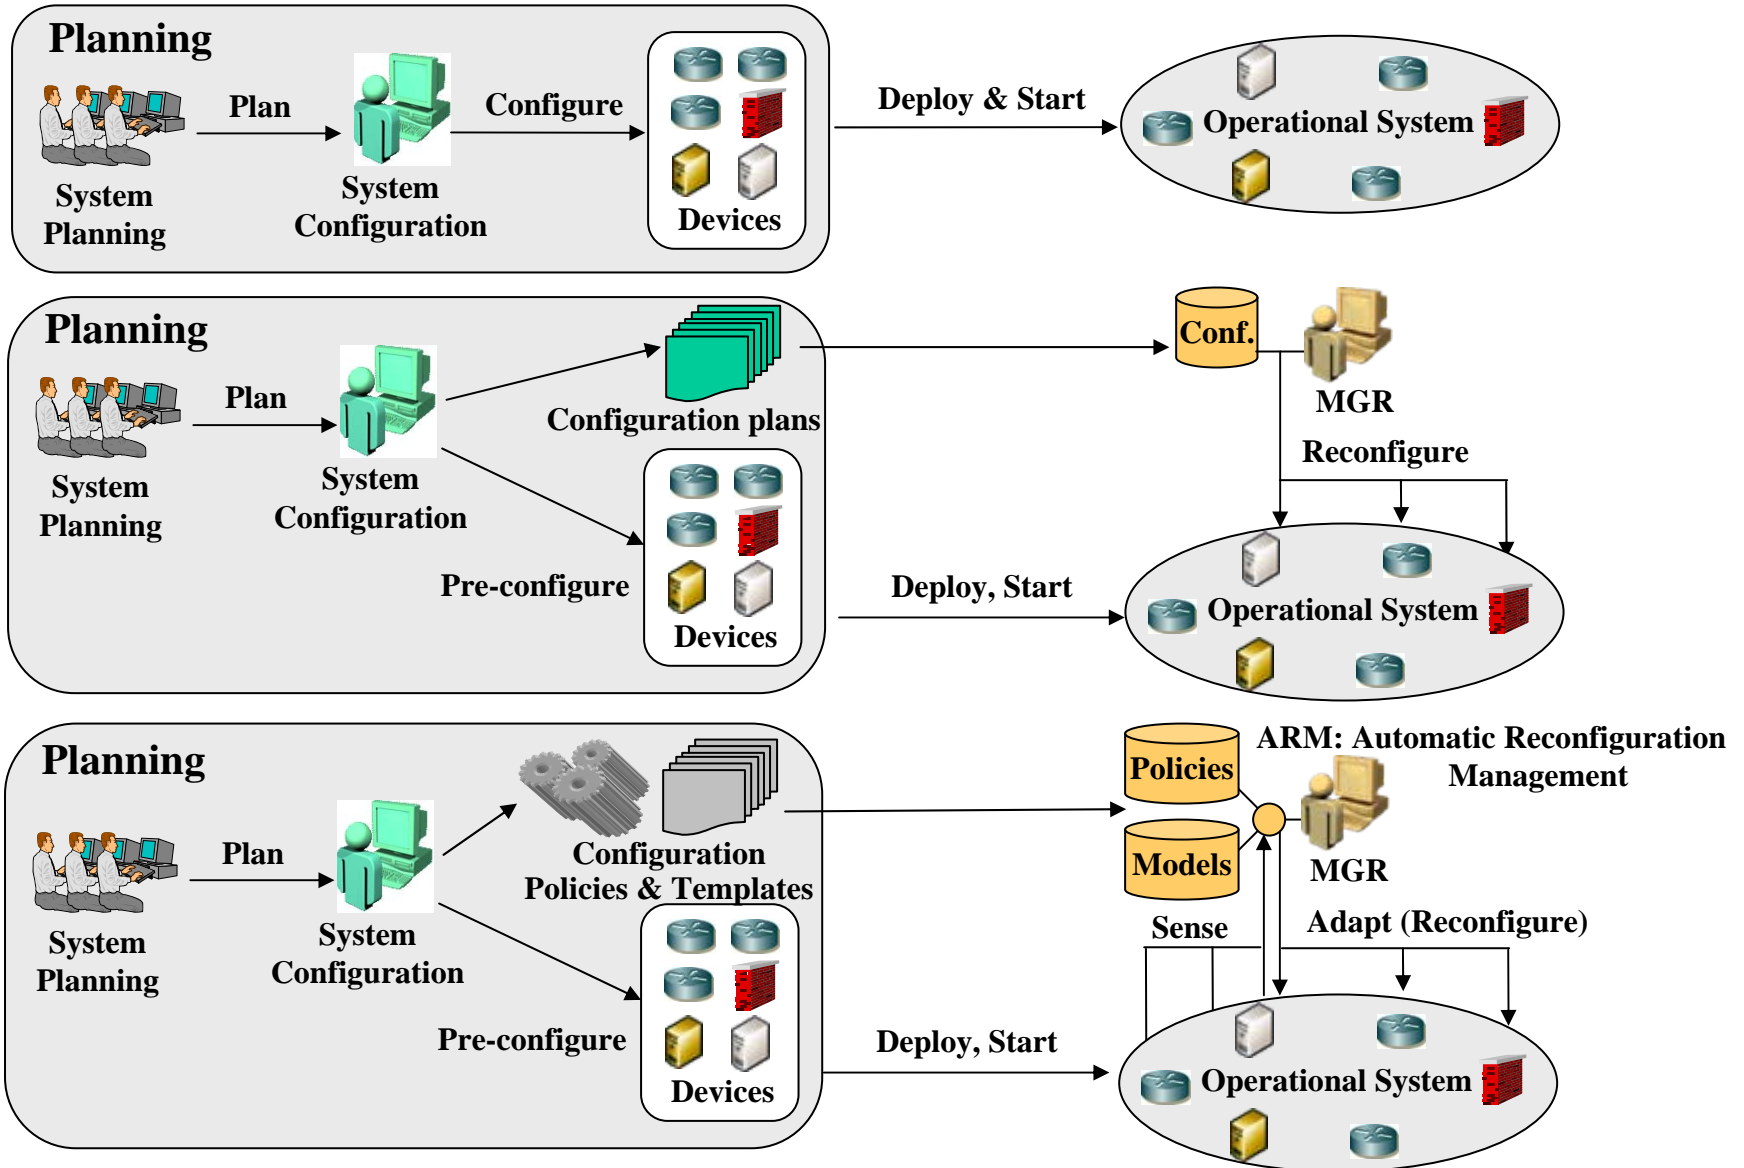 Planning
Plan
Configure
Deploy & Start
Operational System
System
Planning
System
Configuration
Devices
Planning
Plan
Configuration plans
Conf.
MGR
Reconfigure
System
Planning
System
Configuration
Pre-configure
Devices
Deploy, Start
Operational System
Planning
Plan
Configuration
Policies & Templates
Policies
Models
ARM: Automatic Reconfiguration
Management
MGR
Sense
Adapt (Reconfigure)
System
Planning
System
Configuration
Pre-configure
Devices
Deploy, Start
Operational System